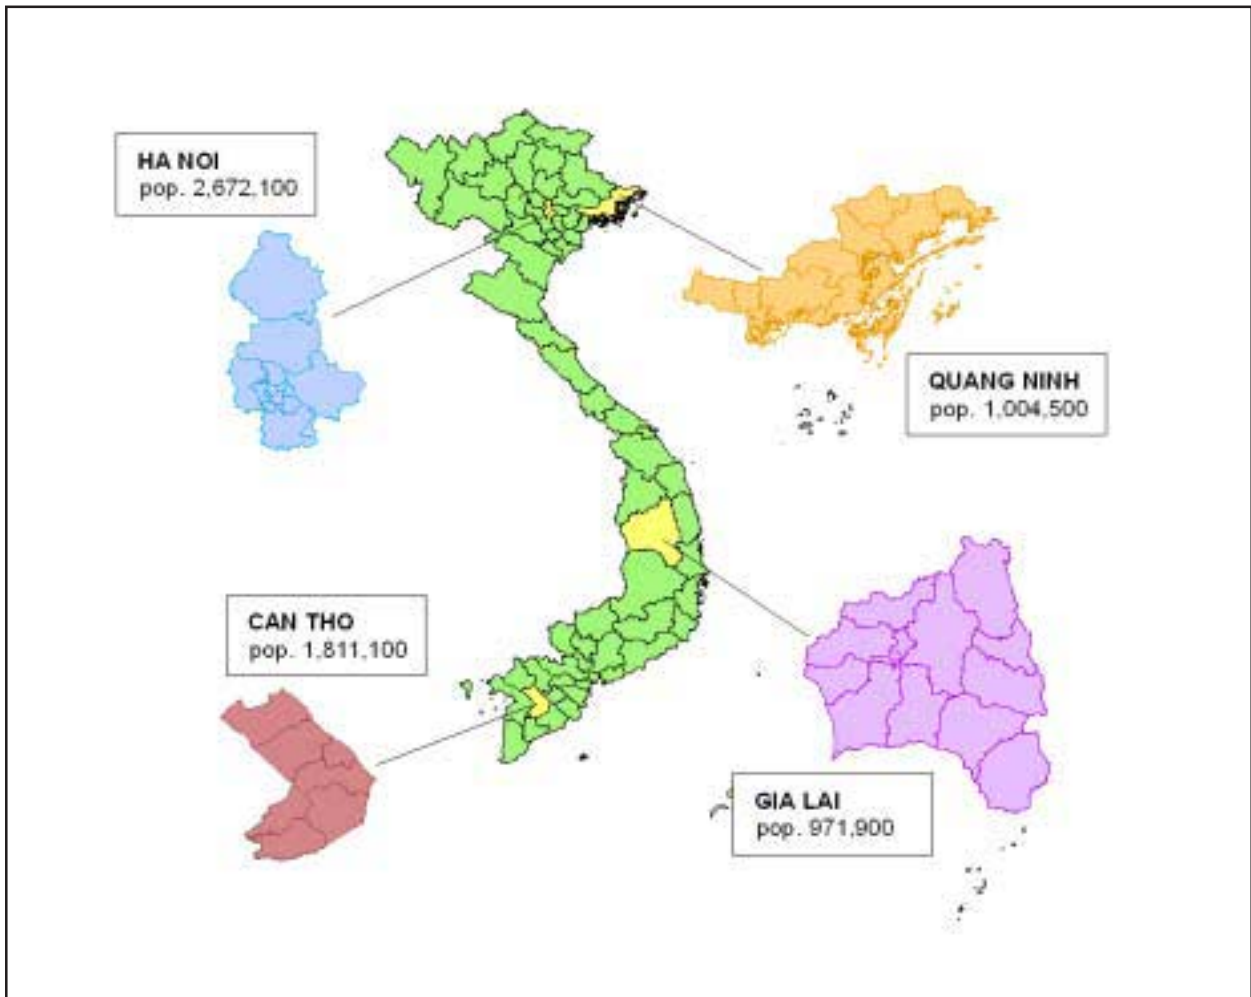 HA NOI
pop. 2,672,100
QUANG NINH
pop. 1,004,500
CAN THO
pop. 1,811,100
GIA LAI
pop. 971,900